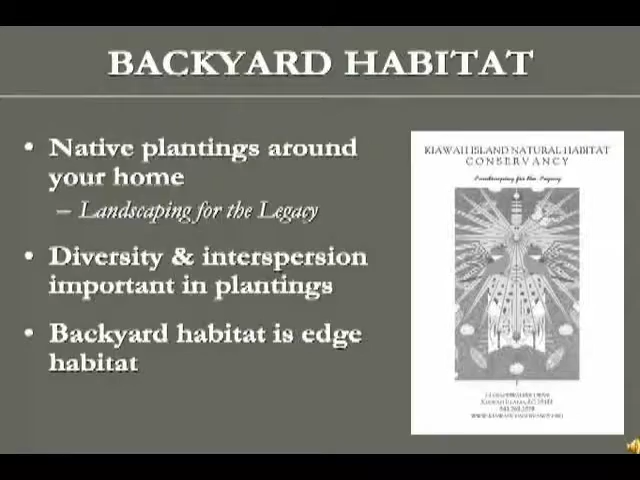 BACKYARD HABITAT
• Native plantings around
your home
– Landscaping for the Legacy
• Diversity & interspersion
important in plantings
• Backyard habitat is edge
habitat
KIAWAH ISLAND NATURAL HABITAT
CONSERVANCY
Landscaping for the Legacy